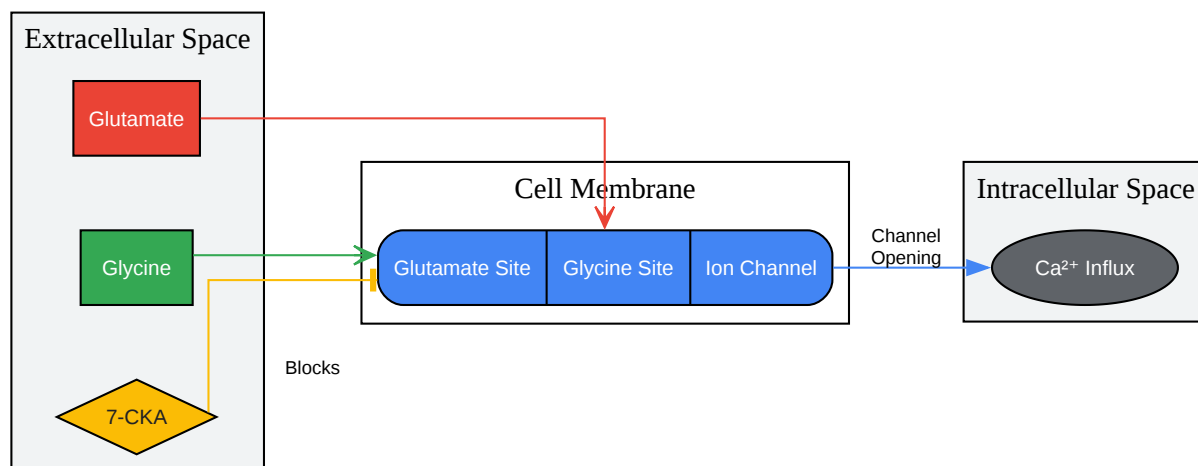 Extracellular Space
Glutamate
Glycine
7-CKA
Blocks
Cell Membrane
Glutamate Site
Glycine Site
Ion Channel
Channel
Opening
Intracellular Space
Ca²⁺ Influx